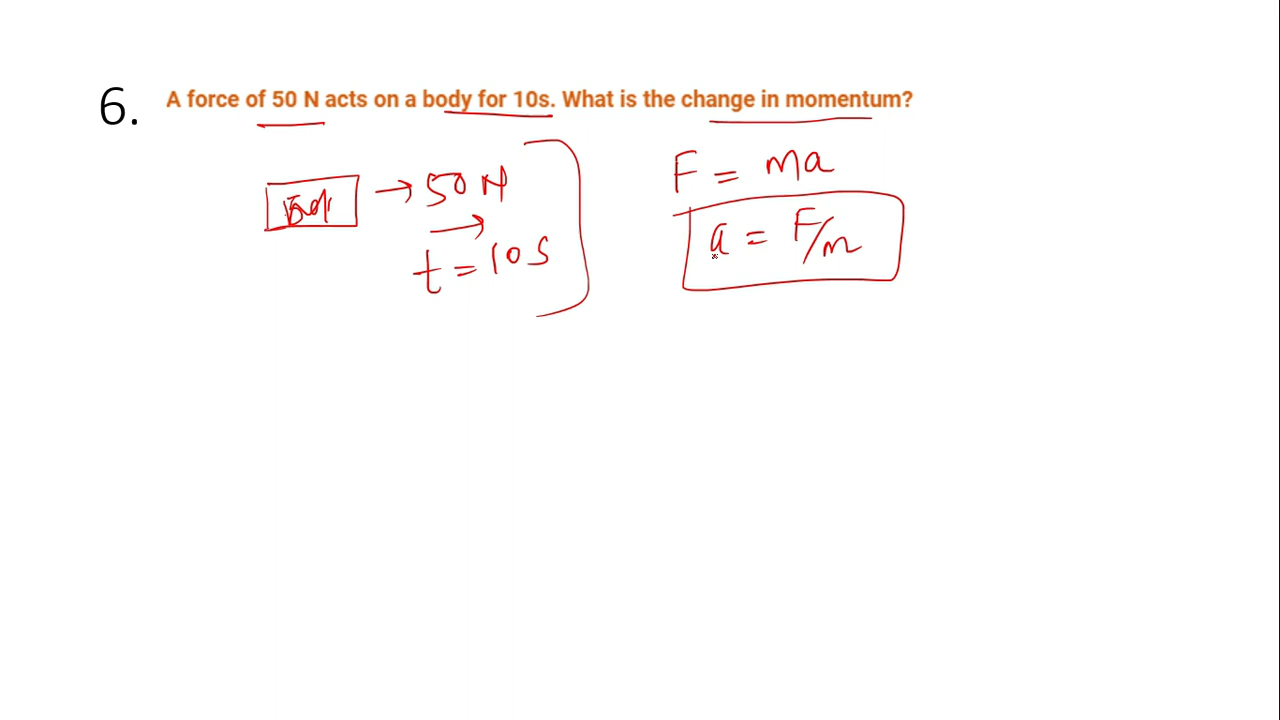 6. A force of 50 N acts on a body for 10s. What is the change in momentum?
→ 50 N
t = 10 S
F = ma
a = F/m